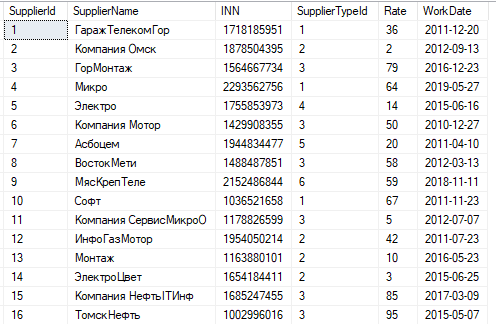 SupplierId SupplierName INN SupplierTypeId Rate WorkDate
1 ГаражТелекомГор 1718185951 1 36 2011-12-20
2 Компания Омск 1878504395 2 2 2012-09-13
3 ГорМонтаж 1564667734 3 79 2016-12-23
4 Микро 2293562756 1 64 2019-05-27
5 Электро 1755853973 4 14 2015-06-16
6 Компания Мотор 1429908355 3 50 2010-12-27
7 Асбоцем 1944834477 5 20 2011-04-10
8 ВостокМети 1488487851 3 58 2012-03-13
9 МясКрепТеле 2152486844 6 59 2018-11-11
10 Софт 1036521658 1 67 2011-11-23
11 Компания СервисМикроО 1178826599 3 5 2012-07-07
12 ИнфоГазМотор 1954050214 2 42 2011-07-23
13 Монтаж 1163880101 2 10 2016-05-23
14 ЭлектроЦвет 1654184411 2 3 2015-06-25
15 Компания НефтьITИнф 1685247455 3 85 2017-03-09
16 ТомскНефть 1002996016 3 95 2015-05-07